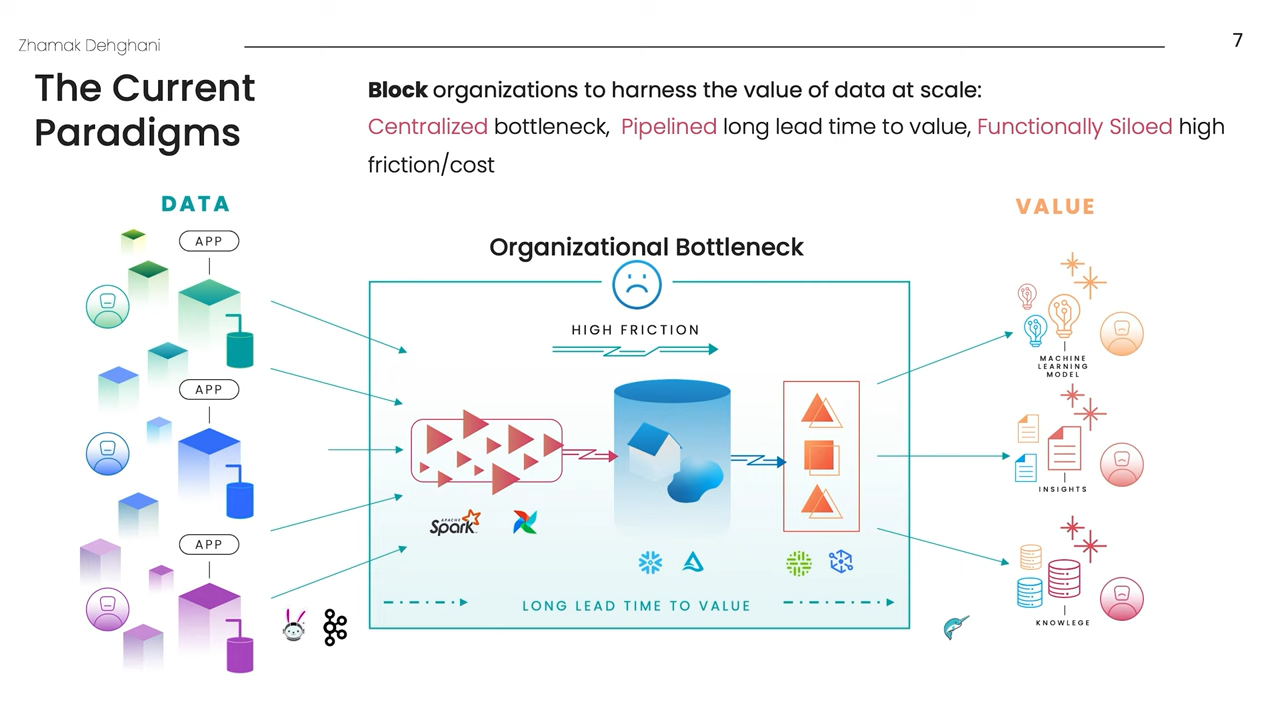 Zhamak Dehghani
7
The Current
Paradigms
Block organizations to harness the value of data at scale:
Centralized bottleneck, Pipelined long lead time to value, Functionally Siloed high
friction/cost
DATA
VALUE
APP
Organizational Bottleneck
HIGH FRICTION
MACHINE
LEARNING
MODEL
APP
INSIGHTS
APACHE
Spark
APP
LONG LEAD TIME TO VALUE
KNOWLEGE